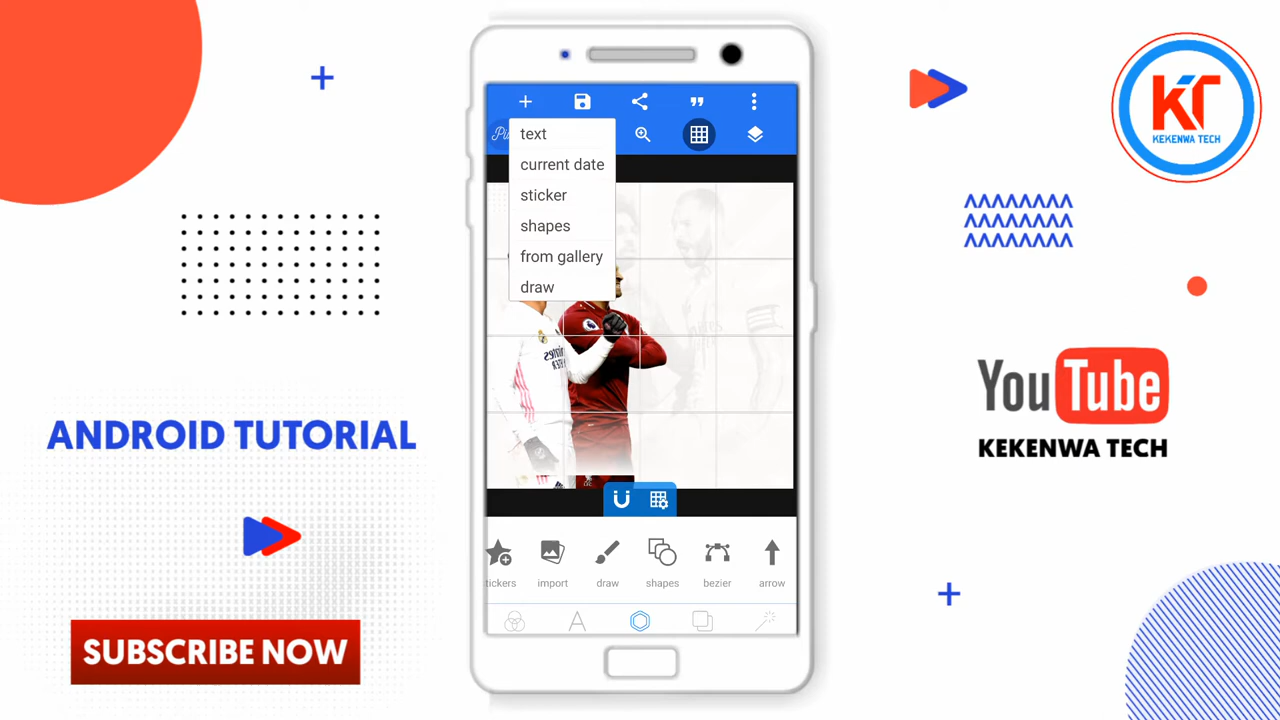 KT
KEKENWA TECH
text
current date
sticker
shapes
from gallery
draw
ANDROID TUTORIAL
YouTube
KEKENWA TECH
tickers
import
draw
shapes
bezier
arrow
SUBSCRIBE NOW